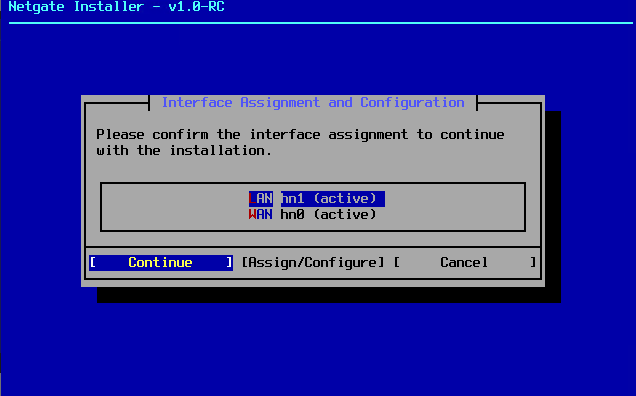 Netgate Installer - v1.0-RC
Interface Assignment and Configuration
Please confirm the interface assignment to continue
with the installation.
LAN hn1 (active)
WAN hn0 (active)
[ Continue ] [Assign/Configure] [ Cancel ]